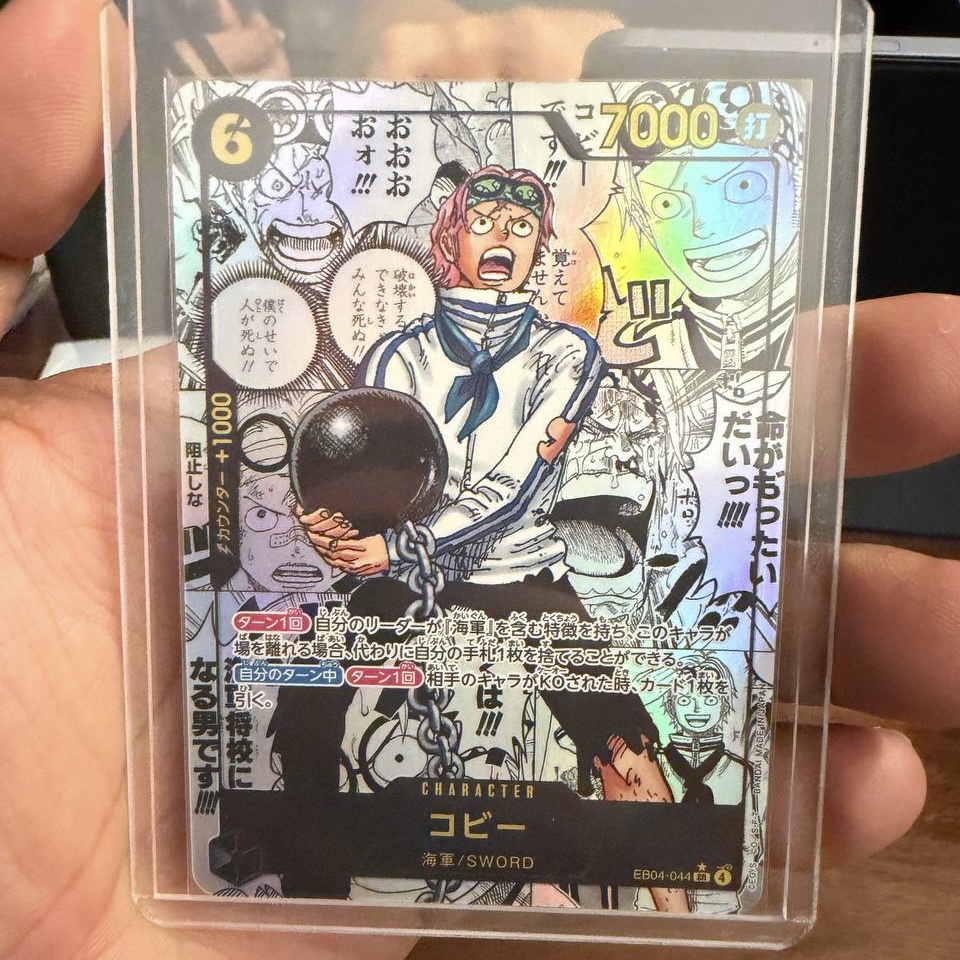 6
7000
打
コビ
です!!!
おおお
おォ!!!
覚えて
ません
破壊する
できなきゃ
みんな死ぬ!!
僕のせいで
人が死ぬ!!
命がもったい
だいっ!!!!
阻止しな
カウンター+1000
ターン1回 自分のリーダーが『海軍』を含む特徴を持ち、このキャラが
場を離れる場合、代わりに自分の手札1枚を捨てることができる。
自分のターン中 ターン1回 相手のキャラがKOされた時、カード1枚を
引く。
は!!!
将校に
なる男です!!!!
CHARACTER
コビー
海軍/SWORD
EB04-044 SR 4
BANDAI MADE IN JAPAN